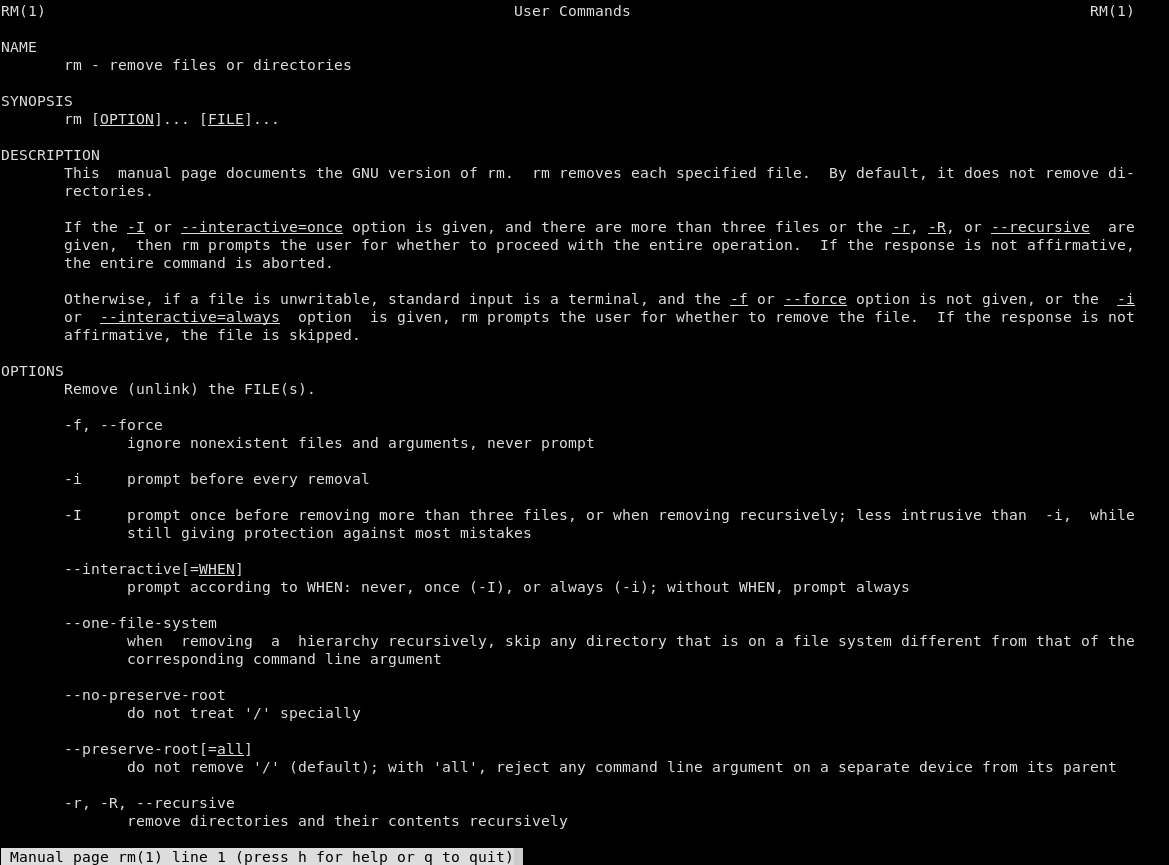 RM(1) User Commands RM(1)
NAME
rm - remove files or directories
SYNOPSIS
rm [OPTION]... [FILE]...
DESCRIPTION
This  manual page documents the GNU version of rm.  rm removes each specified file.  By default, it does not remove di-
rectories.
If the -I or --interactive=once option is given, and there are more than three files or the -r, -R, or --recursive  are
given,  then rm prompts the user for whether to proceed with the entire operation.  If the response is not affirmative,
the entire command is aborted.
Otherwise, if a file is unwritable, standard input is a terminal, and the -f or --force option is not given, or the  -i
or  --interactive=always  option  is given, rm prompts the user for whether to remove the file.  If the response is not
affirmative, the file is skipped.
OPTIONS
Remove (unlink) the FILE(s).
-f, --force
ignore nonexistent files and arguments, never prompt
-i     prompt before every removal
-I     prompt once before removing more than three files, or when removing recursively; less intrusive than  -i,  while
still giving protection against most mistakes
--interactive[=WHEN]
prompt according to WHEN: never, once (-I), or always (-i); without WHEN, prompt always
--one-file-system
when  removing  a  hierarchy recursively, skip any directory that is on a file system different from that of the
corresponding command line argument
--no-preserve-root
do not treat '/' specially
--preserve-root[=all]
do not remove '/' (default); with 'all', reject any command line argument on a separate device from its parent
-r, -R, --recursive
remove directories and their contents recursively
Manual page rm(1) line 1 (press h for help or q to quit)